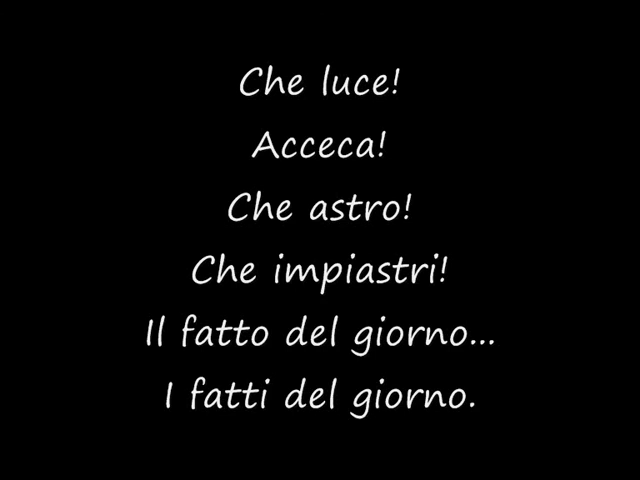 Che luce!
Acceca!
Che astro!
Che impiastri!
Il fatto del giorno...
I fatti del giorno.